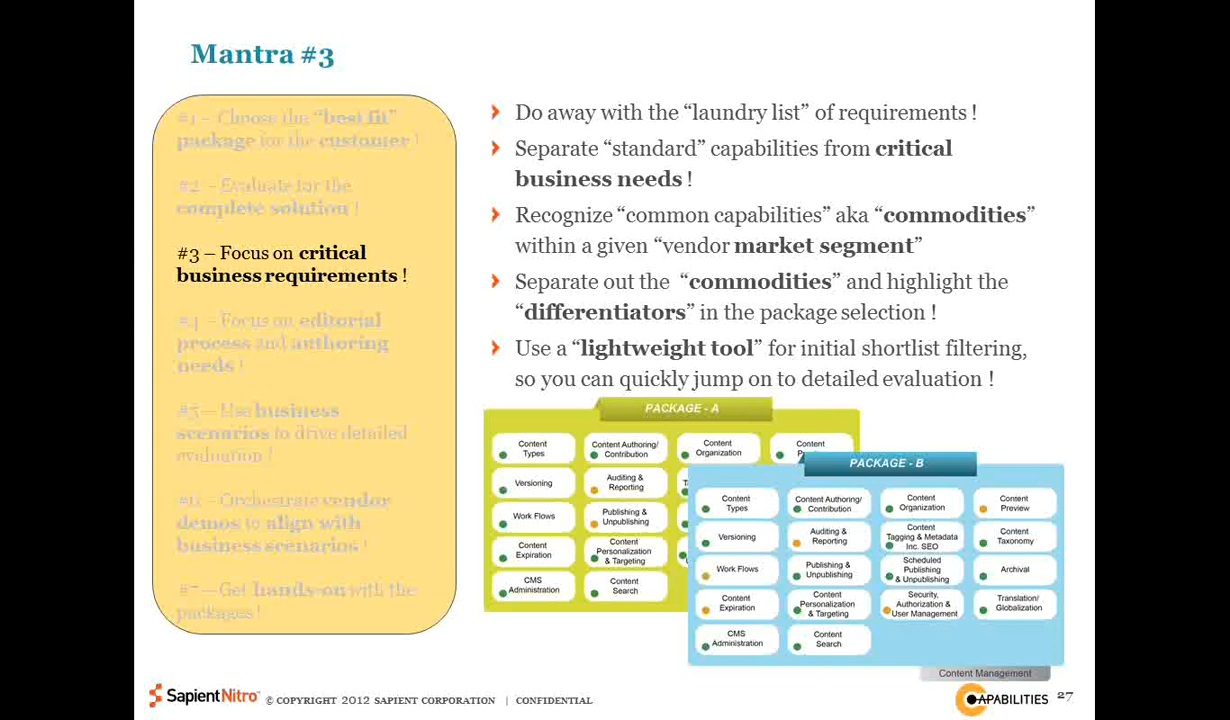 Mantra #3
#1 – Choose the “best fit”
package for the customer !
#2 – Evaluate for the
complete solution !
#3 – Focus on critical
business requirements !
#4 – Focus on editorial
process and authoring
needs !
#5 – Use business
scenarios to drive detailed
evaluation !
#6 – Orchestrate vendor
demos to align with
business scenarios !
#7 – Get hands-on with the
packages !
Do away with the “laundry list” of requirements !
Separate “standard” capabilities from critical
business needs !
Recognize “common capabilities” aka “commodities”
within a given “vendor market segment”
Separate out the “commodities” and highlight the
“differentiators” in the package selection !
Use a “lightweight tool” for initial shortlist filtering,
so you can quickly jump on to detailed evaluation !
PACKAGE - A
Content
Types
Content Authoring/
Contribution
Content
Organization
Content
Versioning
Auditing &
Reporting
Work Flows
Publishing &
Unpublishing
Content
Expiration
Content
Personalization
& Targeting
CMS
Administration
Content
Search
PACKAGE - B
Content
Types
Content Authoring/
Contribution
Content
Organization
Content
Preview
Versioning
Auditing &
Reporting
Content
Tagging & Metadata
Inc. SEO
Content
Taxonomy
Work Flows
Publishing &
Unpublishing
Scheduled
Publishing
& Unpublishing
Archival
Content
Expiration
Content
Personalization
& Targeting
Security,
Authorization &
User Management
Translation/
Globalization
CMS
Administration
Content
Search
Content Management
SapientNitro
© COPYRIGHT 2012 SAPIENT CORPORATION | CONFIDENTIAL
CAPABILITIES
27